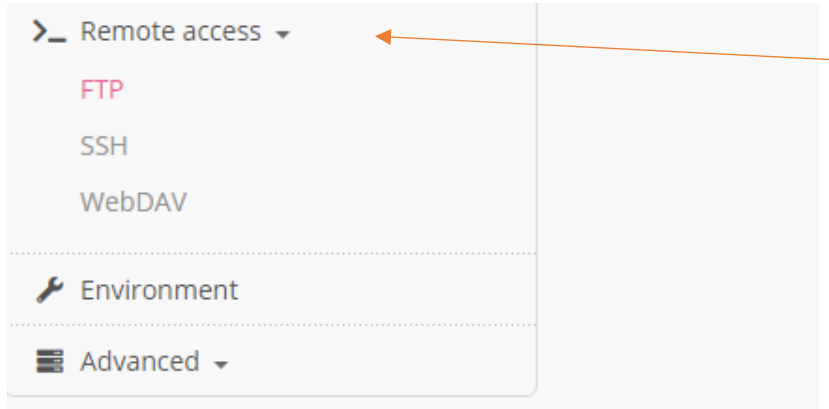 Remote access
FTP
SSH
WebDAV
Environment
Advanced